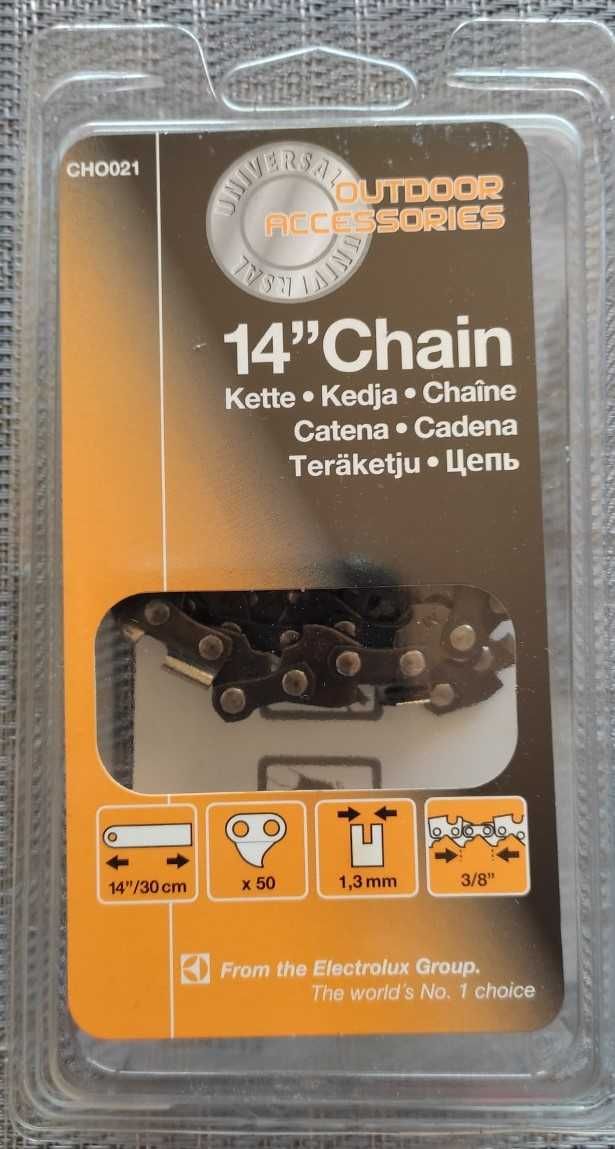 CHO021
UNIVERSAL
OUTDOOR
ACCESSORIES
UNIVERSAL
14”Chain
Kette • Kedja • Chaîne
Catena • Cadena
Teräketju • Цепь
14”/30 cm
x 50
1,3 mm
3/8”
From the Electrolux Group.
The world´s No. 1 choice